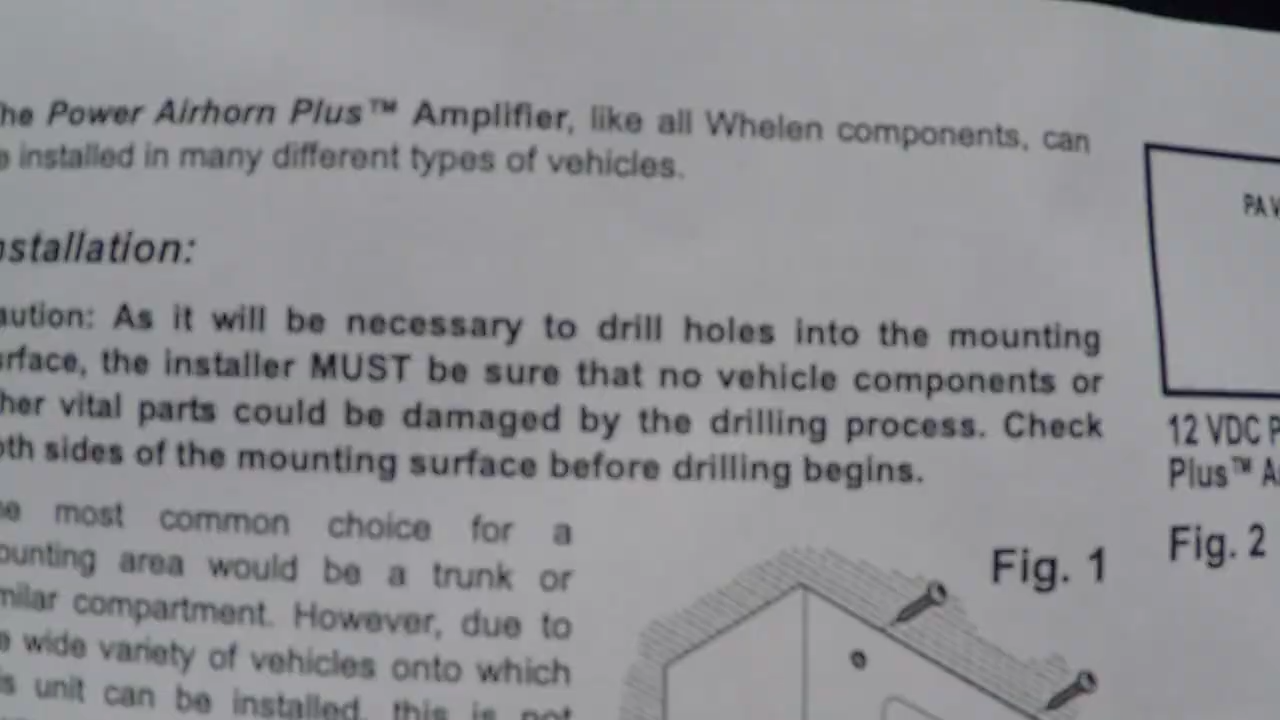 he Power Airhorn Plus™ Amplifier, like all Whelen components, can
e installed in many different types of vehicles.
nstallation:
aution: As it will be necessary to drill holes into the mounting
rface, the installer MUST be sure that no vehicle components or
her vital parts could be damaged by the drilling process. Check
oth sides of the mounting surface before drilling begins.
he most common choice for a
ounting area would be a trunk or
milar compartment. However, due to
e wide variety of vehicles onto which
is unit can be installed, this is not
Fig. 1
PA V
12 VDC P
Plus™ A
Fig. 2